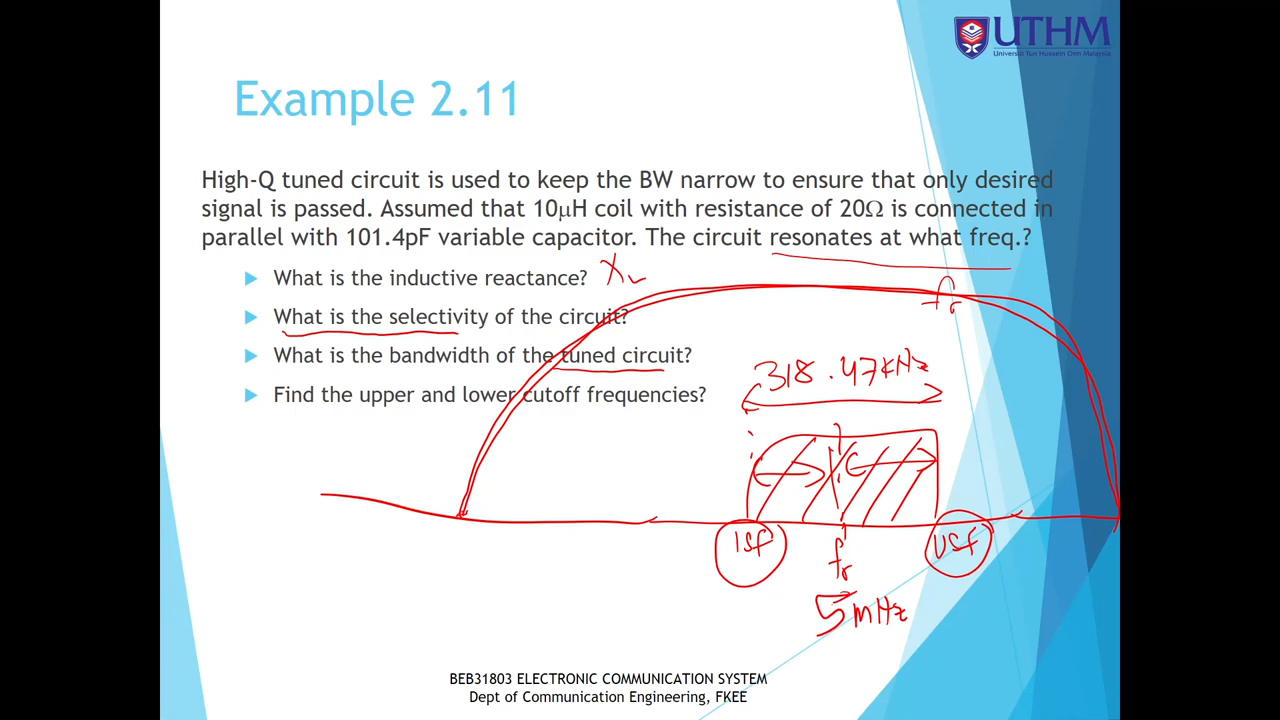 UTHM
Universiti Tun Hussein Onn Malaysia
Example 2.11
High-Q tuned circuit is used to keep the BW narrow to ensure that only desired
signal is passed. Assumed that 10μH coil with resistance of 20Ω is connected in
parallel with 101.4pF variable capacitor. The circuit resonates at what freq.?
What is the inductive reactance? XL
fr
What is the selectivity of the circuit?
What is the bandwidth of the tuned circuit?
318.47kHz
Find the upper and lower cutoff frequencies?
lsf
usf
fr
5mHz
BEB31803 ELECTRONIC COMMUNICATION SYSTEM
Dept of Communication Engineering, FKEE